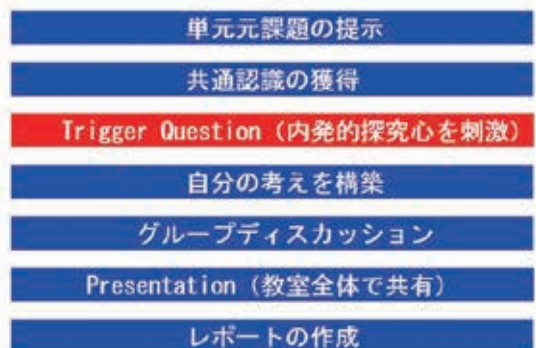 単元元課題の提示
共通認識の獲得
Trigger Question（内発的探究心を刺激）
自分の考えを構築
グループディスカッション
Presentation（教室全体で共有）
レポートの作成